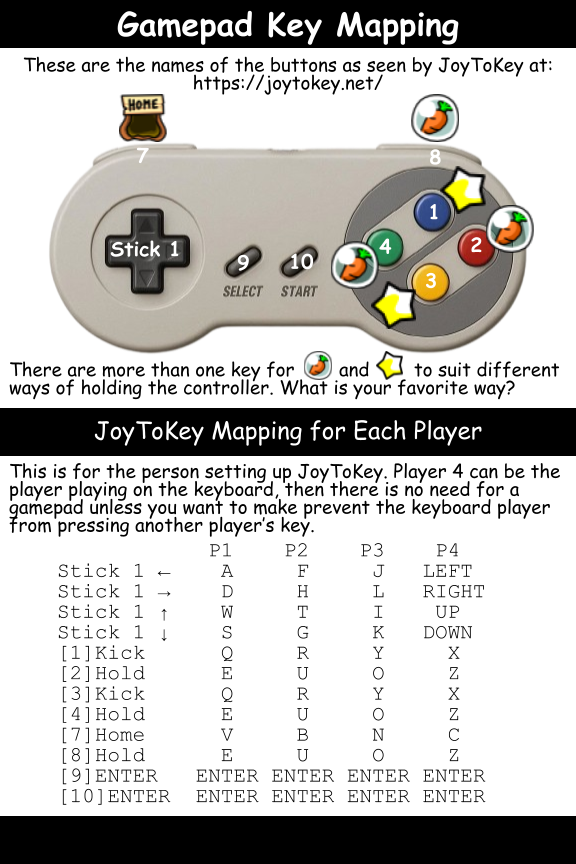 Gamepad Key Mapping
These are the names of the buttons as seen by JoyToKey at:
https://joytokey.net/
HOME
7 8
1
Stick 1 4 2
9 10 3
SELECT START
There are more than one key for and to suit different
ways of holding the controller. What is your favorite way?
JoyToKey Mapping for Each Player
This is for the person setting up JoyToKey. Player 4 can be the
player playing on the keyboard, then there is no need for a
gamepad unless you want to make prevent the keyboard player
from pressing another player's key.
P1 P2 P3 P4
Stick 1 ← A F J LEFT
Stick 1 → D H L RIGHT
Stick 1 ↑ W T I UP
Stick 1 ↓ S G K DOWN
[1]Kick Q R Y X
[2]Hold E U O Z
[3]Kick Q R Y X
[4]Hold E U O Z
[7]Home V B N C
[8]Hold E U O Z
[9]ENTER ENTER ENTER ENTER ENTER
[10]ENTER ENTER ENTER ENTER ENTER